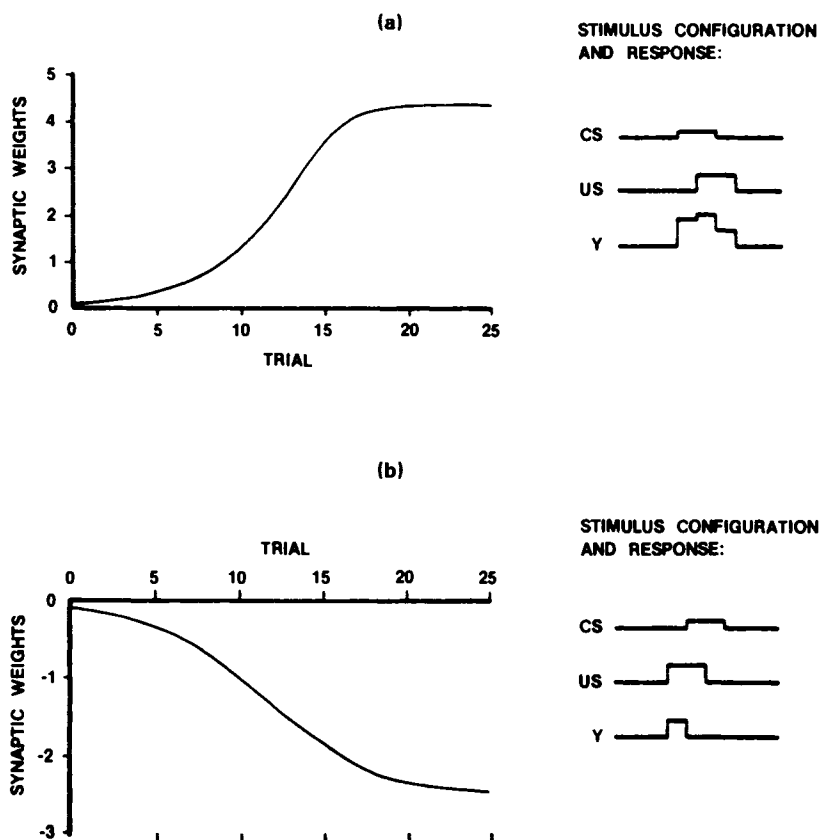 (a)
STIMULUS CONFIGURATION
AND RESPONSE:
SYNAPTIC WEIGHTS
5
4
3
2
1
0
0 5 10 15 20 25
TRIAL
CS
US
Y
(b)
STIMULUS CONFIGURATION
AND RESPONSE:
TRIAL
0 5 10 15 20 25
SYNAPTIC WEIGHTS
0
-1
-2
-3
CS
US
Y